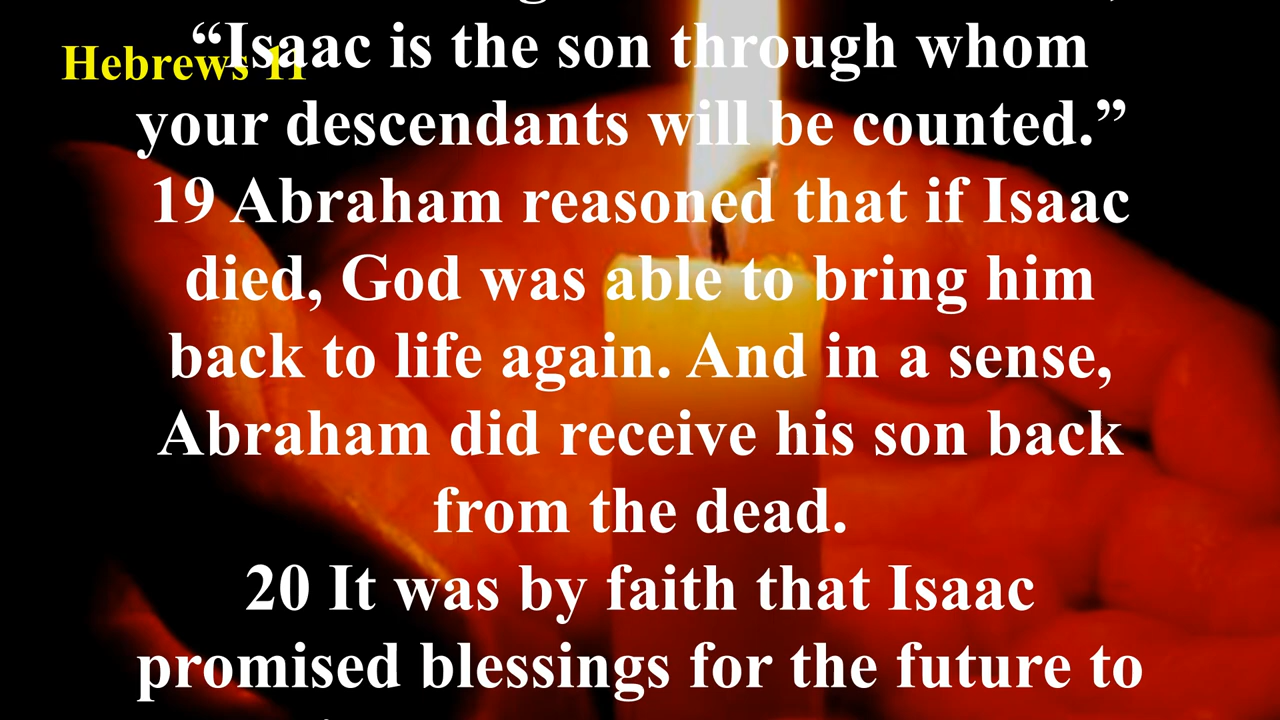 Hebrews 11
“Isaac is the son through whom
your descendants will be counted.”
19 Abraham reasoned that if Isaac
died, God was able to bring him
back to life again. And in a sense,
Abraham did receive his son back
from the dead.
20 It was by faith that Isaac
promised blessings for the future to